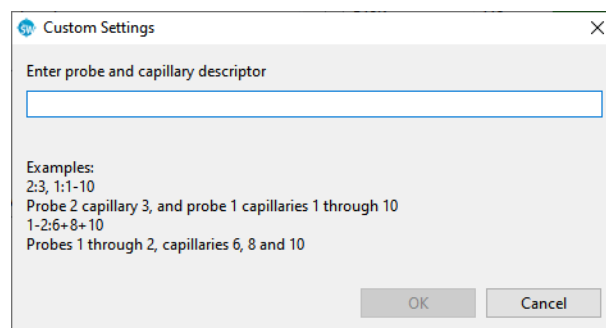 SW Custom Settings
Enter probe and capillary descriptor
Examples:
2:3, 1:1-10
Probe 2 capillary 3, and probe 1 capillaries 1 through 10
1-2:6+8+10
Probes 1 through 2, capillaries 6, 8 and 10
OK Cancel